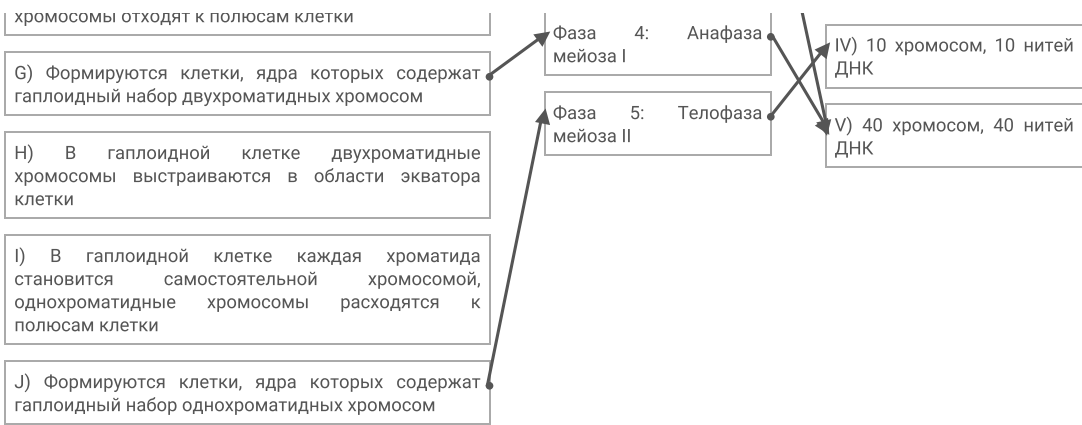 хромосомы отходят к полюсам клетки
G) Формируются клетки, ядра которых содержат
гаплоидный набор двухроматидных хромосом
H) В гаплоидной клетке двухроматидные
хромосомы выстраиваются в области экватора
клетки
I) В гаплоидной клетке каждая хроматида
становится самостоятельной хромосомой,
однохроматидные хромосомы расходятся к
полюсам клетки
J) Формируются клетки, ядра которых содержат
гаплоидный набор однохроматидных хромосом
Фаза 4: Анафаза
мейоза I
Фаза 5: Телофаза
мейоза II
IV) 10 хромосом, 10 нитей
ДНК
V) 40 хромосом, 40 нитей
ДНК